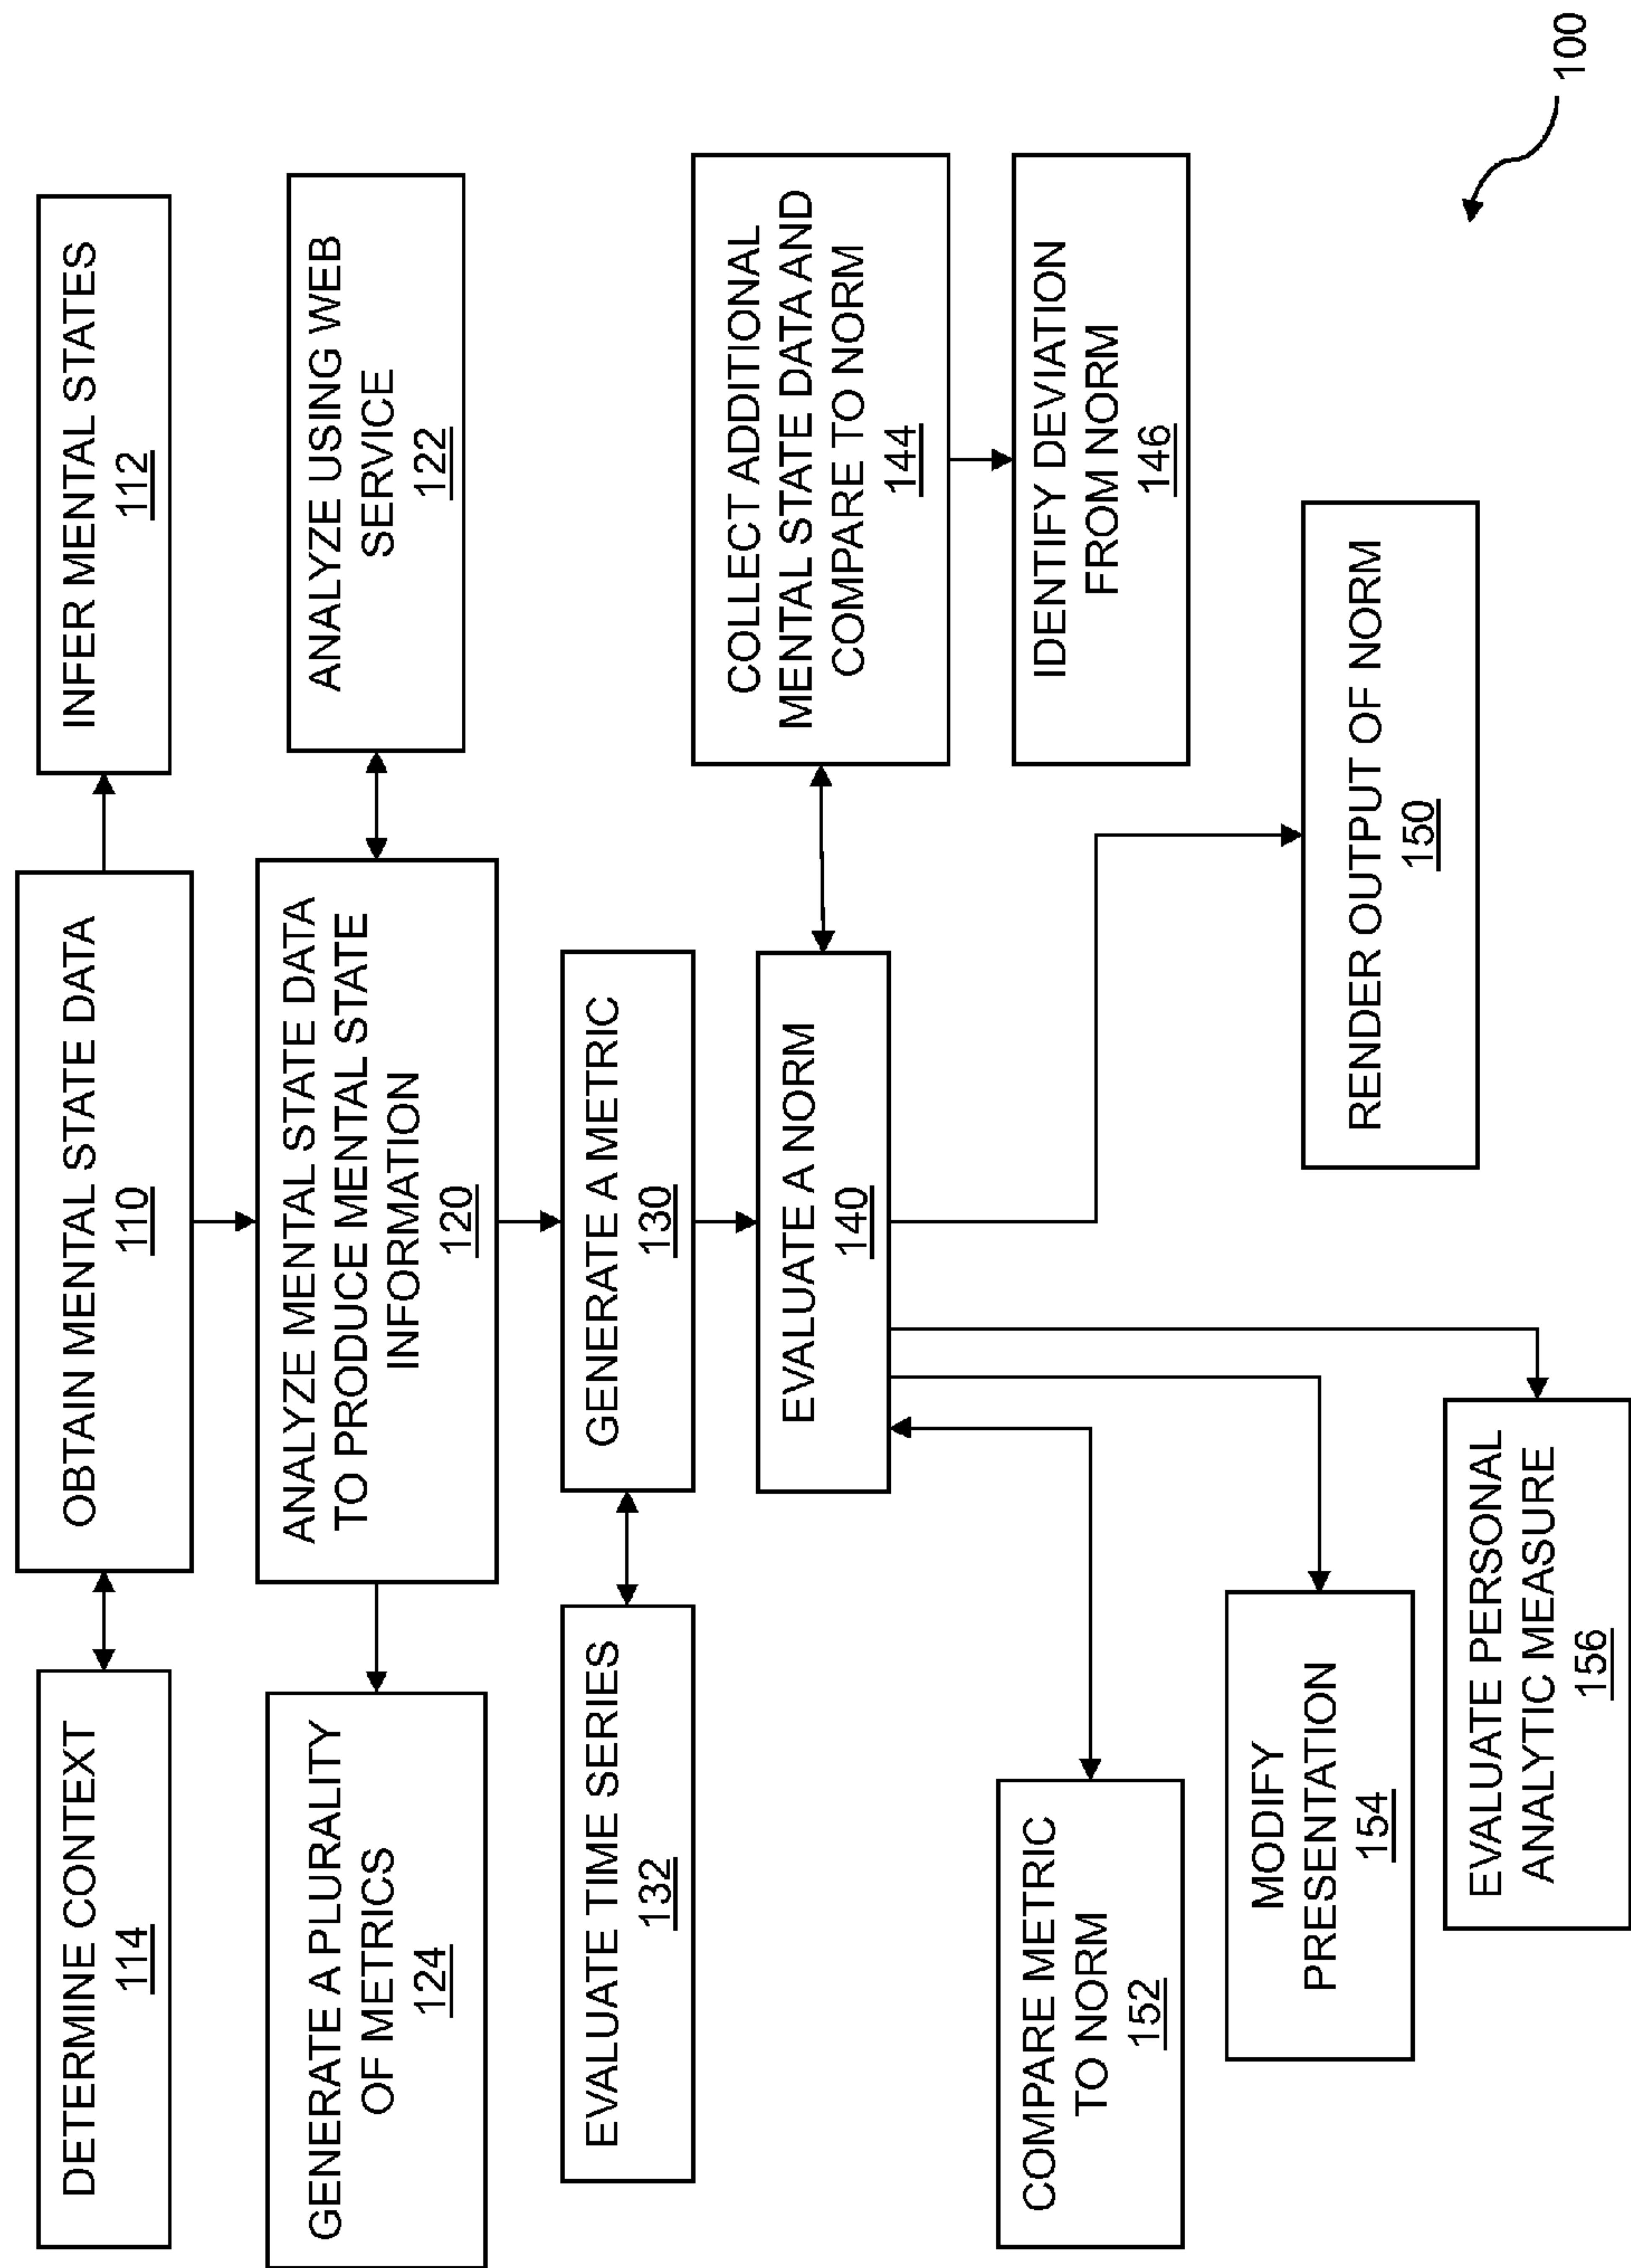 DETERMINE CONTEXT
114
OBTAIN MENTAL STATE DATA
110
INFER MENTAL STATES
112
GENERATE A PLURALITY
OF METRICS
124
ANALYZE MENTAL STATE DATA
TO PRODUCE MENTAL STATE
INFORMATION
120
ANALYZE USING WEB
SERVICE
122
EVALUATE TIME SERIES
132
GENERATE A METRIC
130
EVALUATE A NORM
140
COLLECT ADDITIONAL
MENTAL STATE DATA AND
COMPARE TO NORM
144
IDENTIFY DEVIATION
FROM NORM
146
COMPARE METRIC
TO NORM
152
MODIFY
PRESENTATION
154
EVALUATE PERSONAL
ANALYTIC MEASURE
156
RENDER OUTPUT OF NORM
150
100